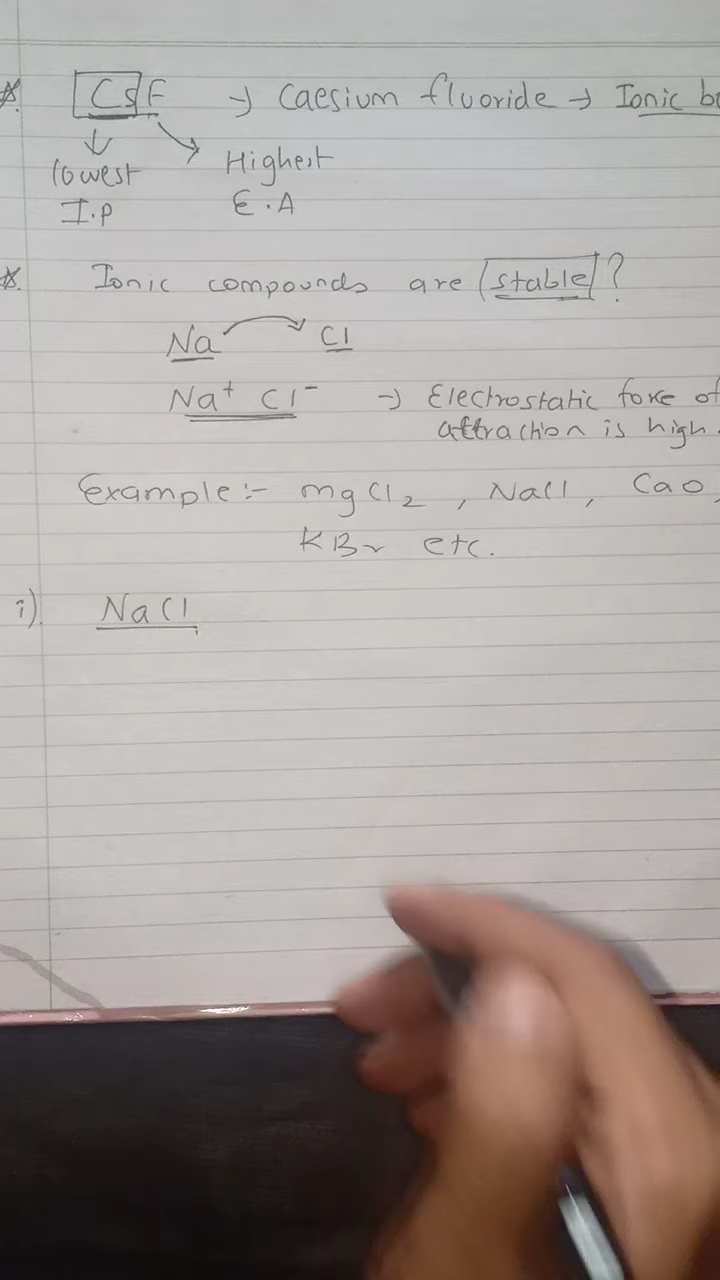 CsF → Caesium fluoride → Ionic
lowest Highest
I.P E.A
Ionic compounds are stable ?
Na Cl
Na⁺ Cl⁻ → Electrostatic force of
attraction is high.
Example:- mgCl₂ , NaCl, CaO,
KBr etc.
i) NaCl